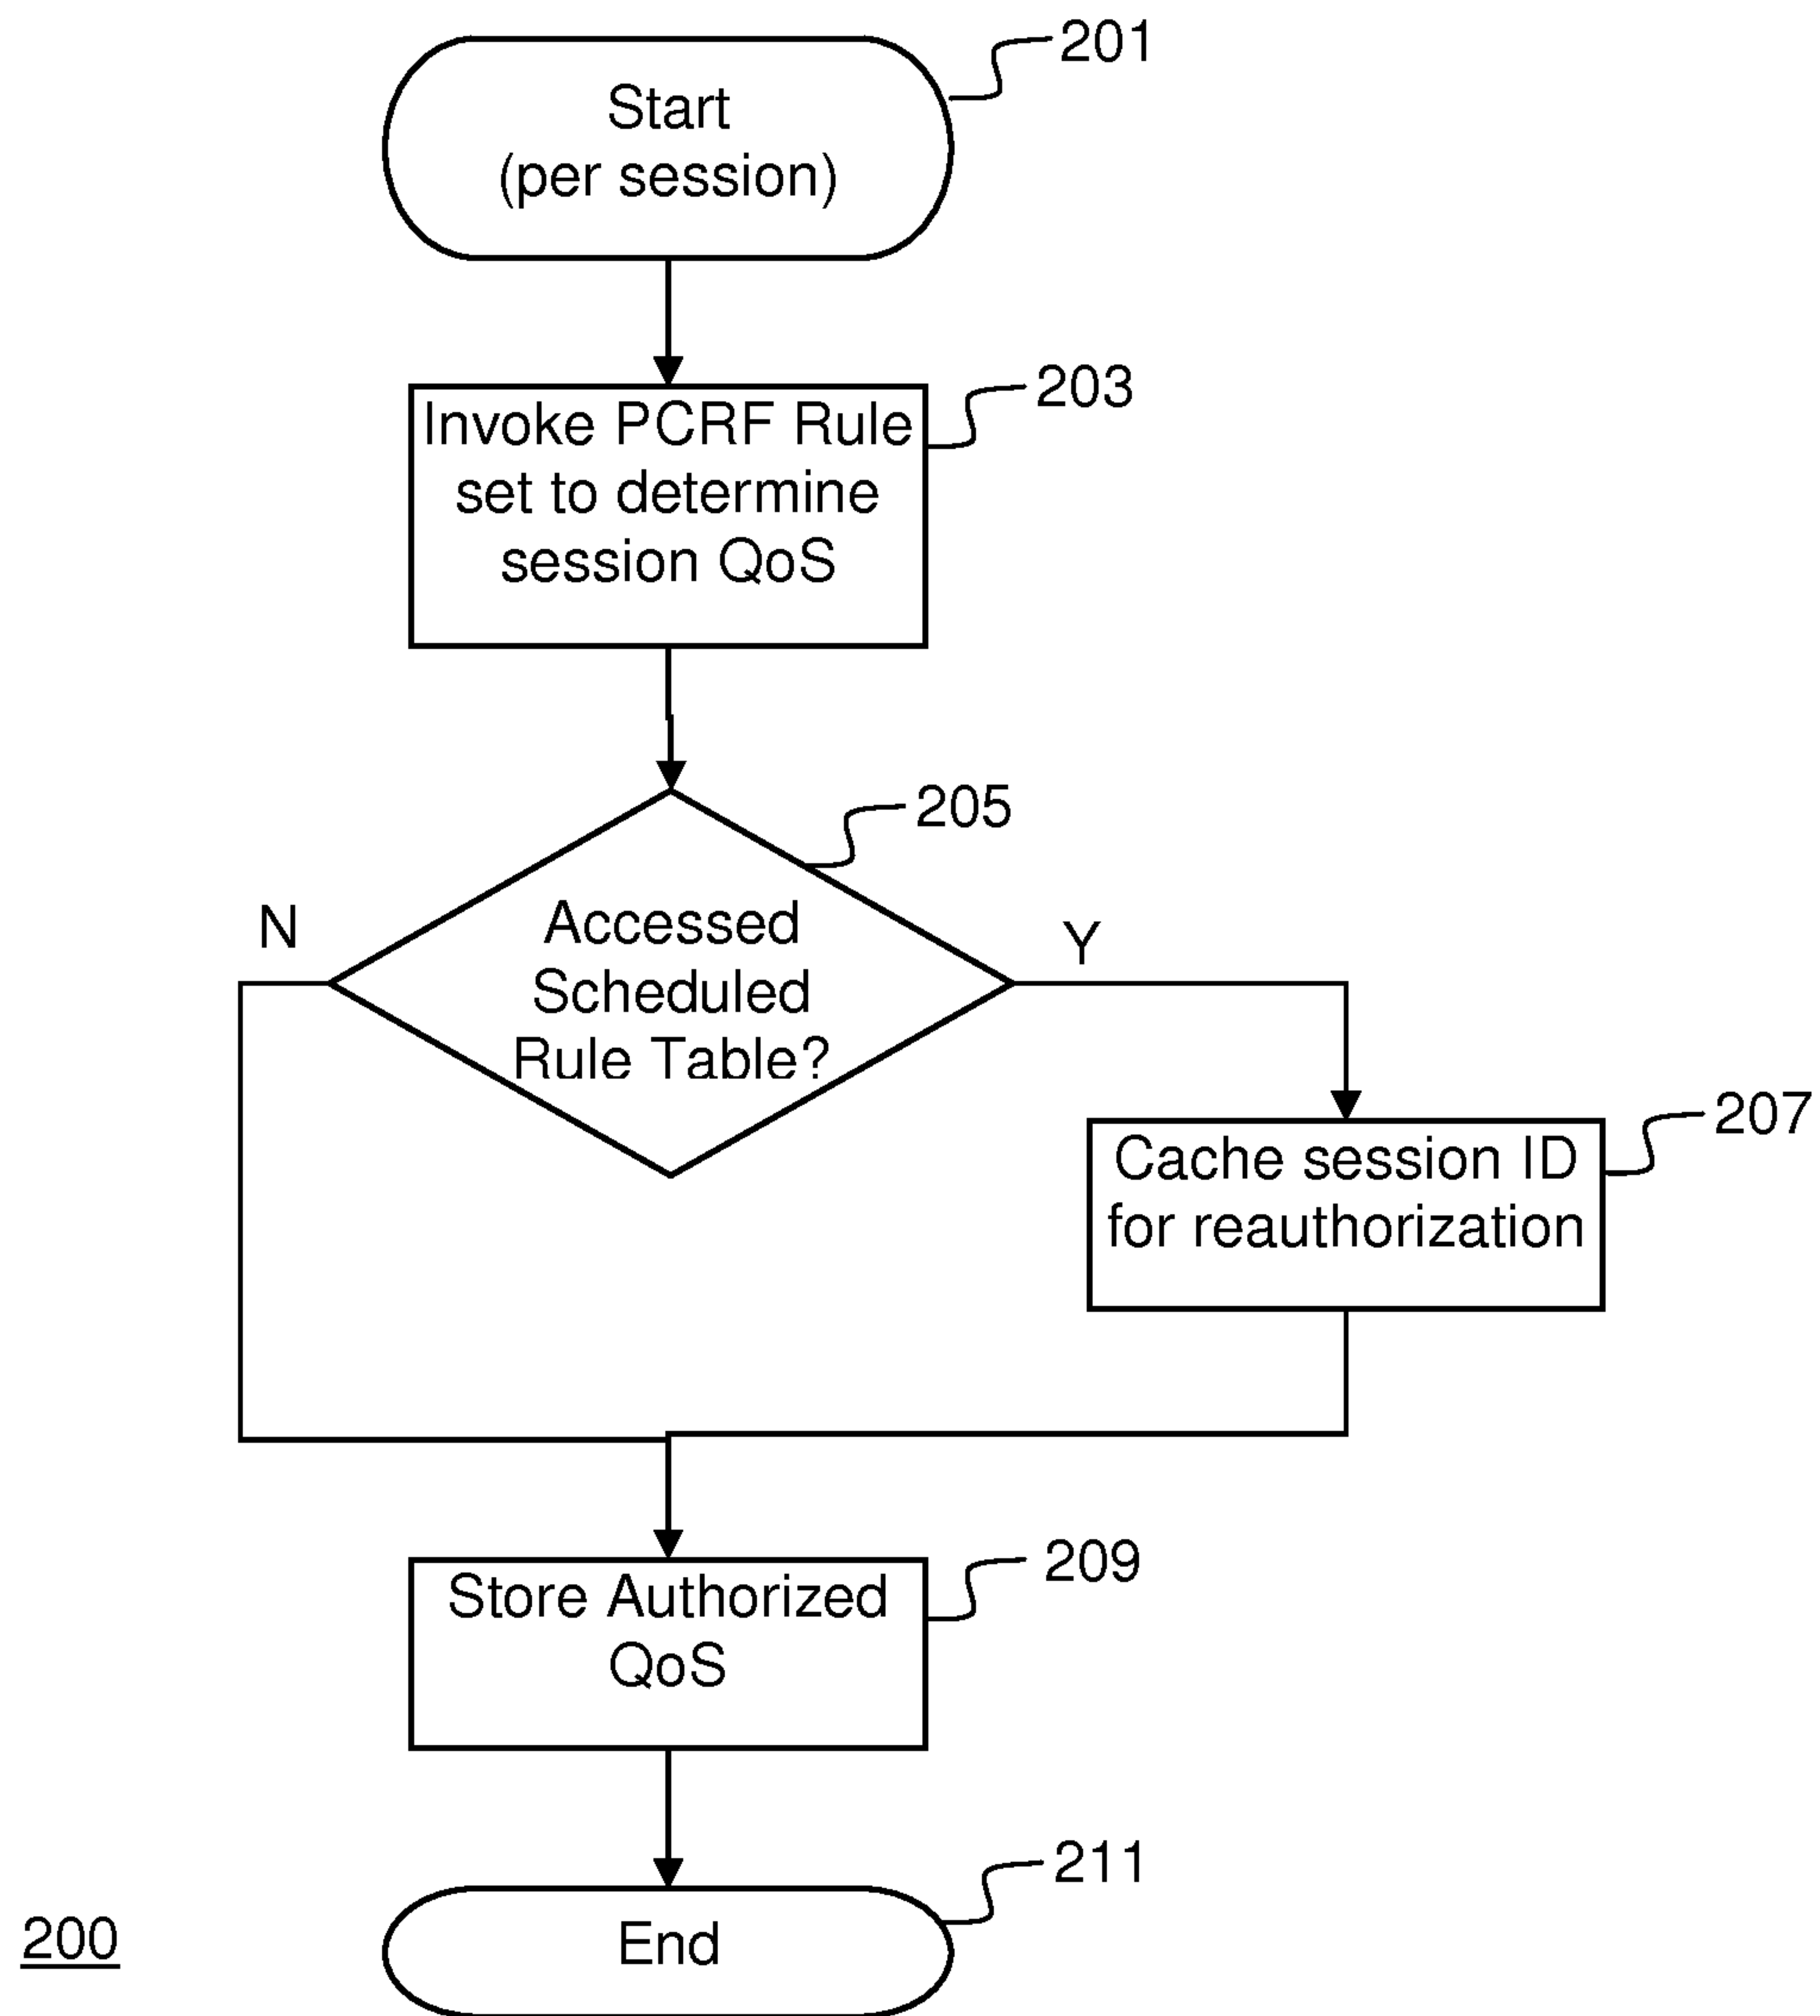 201
Start
(per session)
203
Invoke PCRF Rule
set to determine
session QoS
205
N
Y
Accessed
Scheduled
Rule Table?
207
Cache session ID
for reauthorization
209
Store Authorized
QoS
211
End
200